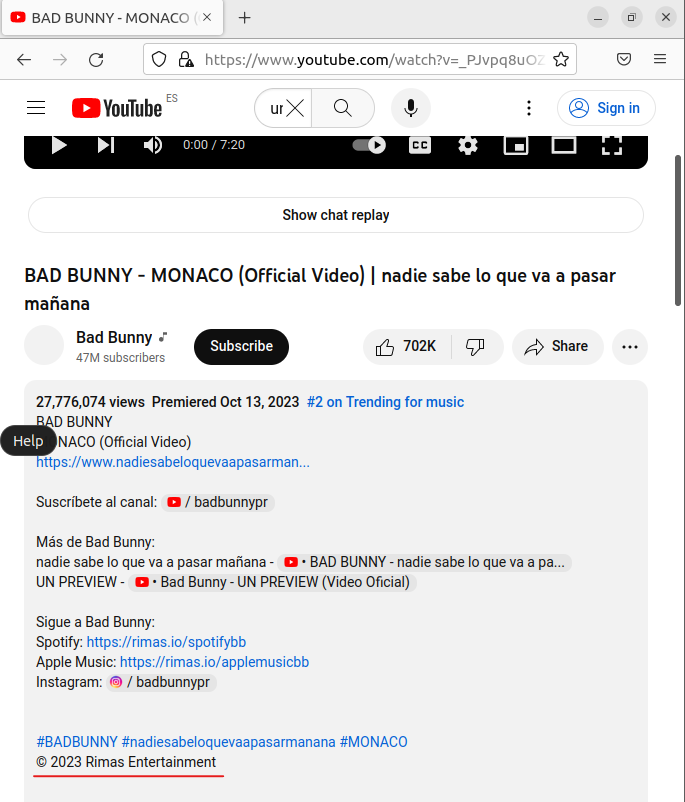 BAD BUNNY - MONACO (
https://www.youtube.com/watch?v=_PJvpq8uOZ
YouTube ES
ur
Sign in
0:00 / 7:20
CC
Show chat replay
BAD BUNNY - MONACO (Official Video) | nadie sabe lo que va a pasar
mañana
Bad Bunny
47M subscribers
Subscribe
702K
Share
27,776,074 views Premiered Oct 13, 2023 #2 on Trending for music
BAD BUNNY
NACO (Official Video)
Help
https://www.nadiesabeloquevaapasarman...
Suscríbete al canal: / badbunnypr
Más de Bad Bunny:
nadie sabe lo que va a pasar mañana - • BAD BUNNY - nadie sabe lo que va a pa...
UN PREVIEW - • Bad Bunny - UN PREVIEW (Video Oficial)
Sigue a Bad Bunny:
Spotify: https://rimas.io/spotifybb
Apple Music: https://rimas.io/applemusicbb
Instagram: / badbunnypr
#BADBUNNY #nadiesabeloquevaapasarmanana #MONACO
© 2023 Rimas Entertainment